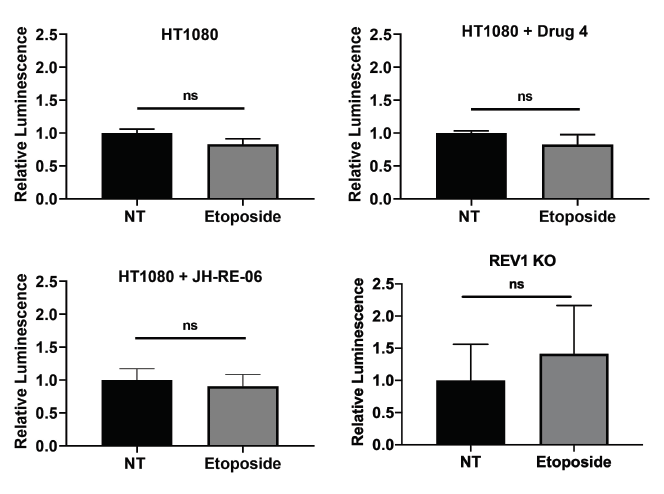 HT1080
Relative Luminescence
2.5
2.0
1.5
1.0
0.5
0.0
ns
NT Etoposide
HT1080 + Drug 4
Relative Luminescence
2.5
2.0
1.5
1.0
0.5
0.0
ns
NT Etoposide
HT1080 + JH-RE-06
Relative Luminescence
2.5
2.0
1.5
1.0
0.5
0.0
ns
NT Etoposide
REV1 KO
Relative Luminescence
2.5
2.0
1.5
1.0
0.5
0.0
ns
NT Etoposide